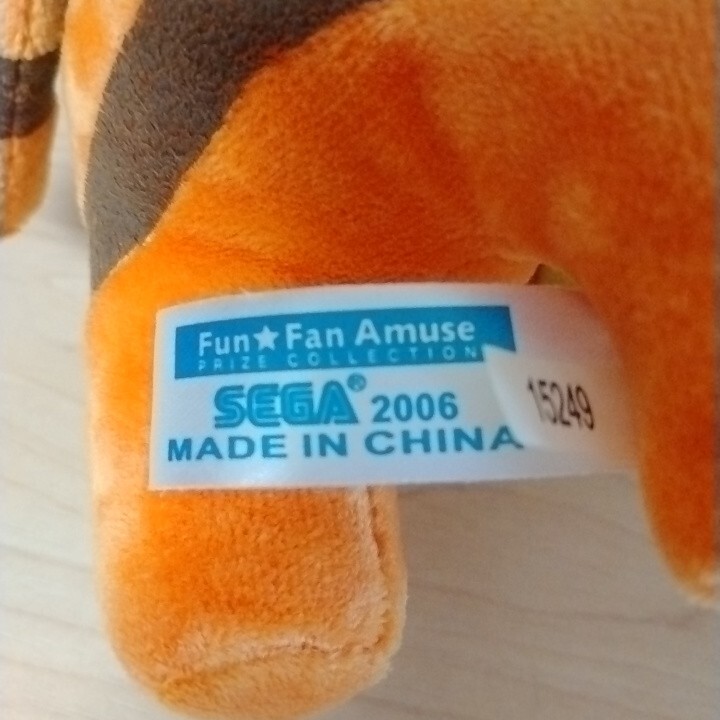 Fun★Fan Amuse
PRIZE COLLECTION
SEGA® 2006
MADE IN CHINA
15249